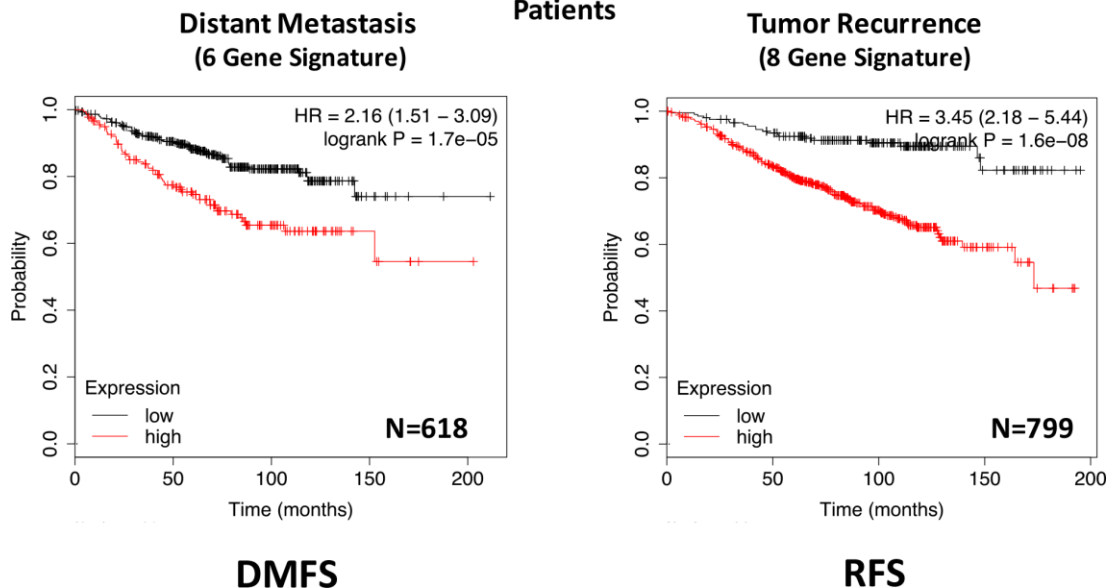 Patients
Distant Metastasis
(6 Gene Signature)
HR = 2.16 (1.51 – 3.09)
logrank P = 1.7e−05
Probability
1.0
0.8
0.6
0.4
0.2
0.0
Expression
low
high
N=618
0 50 100 150 200
Time (months)
DMFS
Tumor Recurrence
(8 Gene Signature)
HR = 3.45 (2.18 – 5.44)
logrank P = 1.6e−08
Probability
1.0
0.8
0.6
0.4
0.2
0.0
Expression
low
high
N=799
0 50 100 150 200
Time (months)
RFS